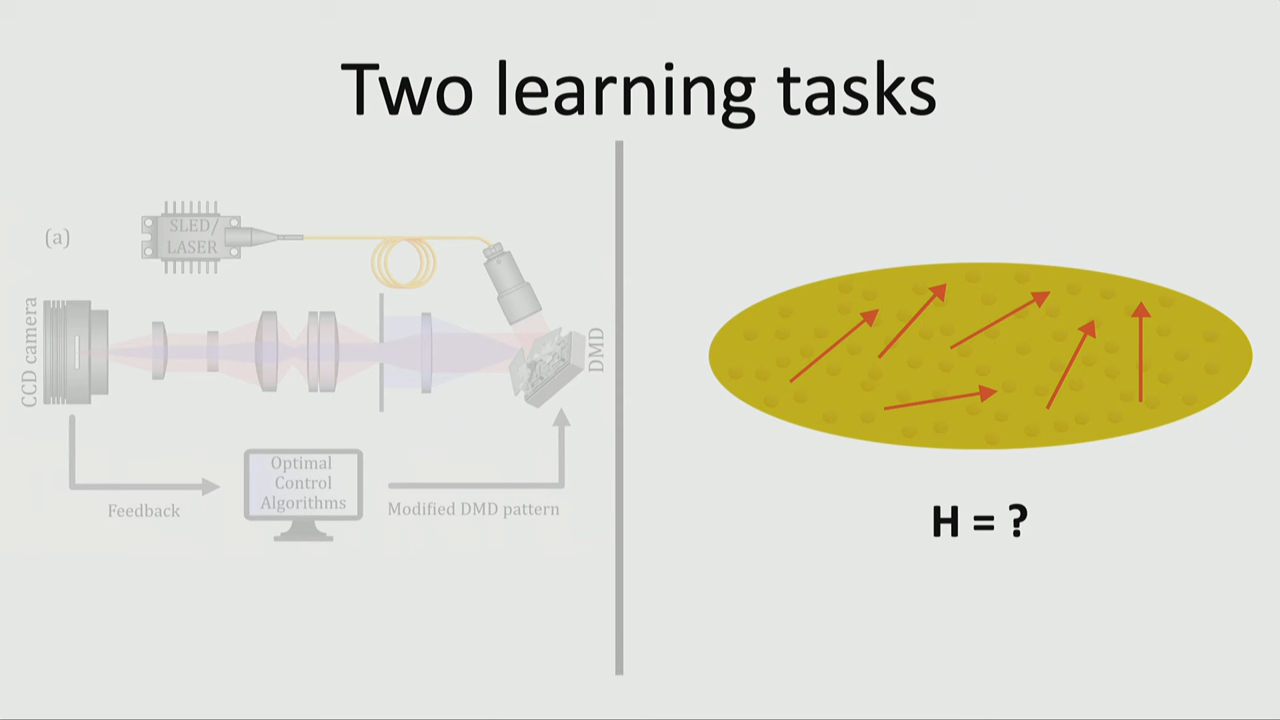 Two learning tasks
(a)
SLED/
LASER
CCD camera
DMD
Optimal
Control
Algorithms
Feedback
Modified DMD pattern
H = ?